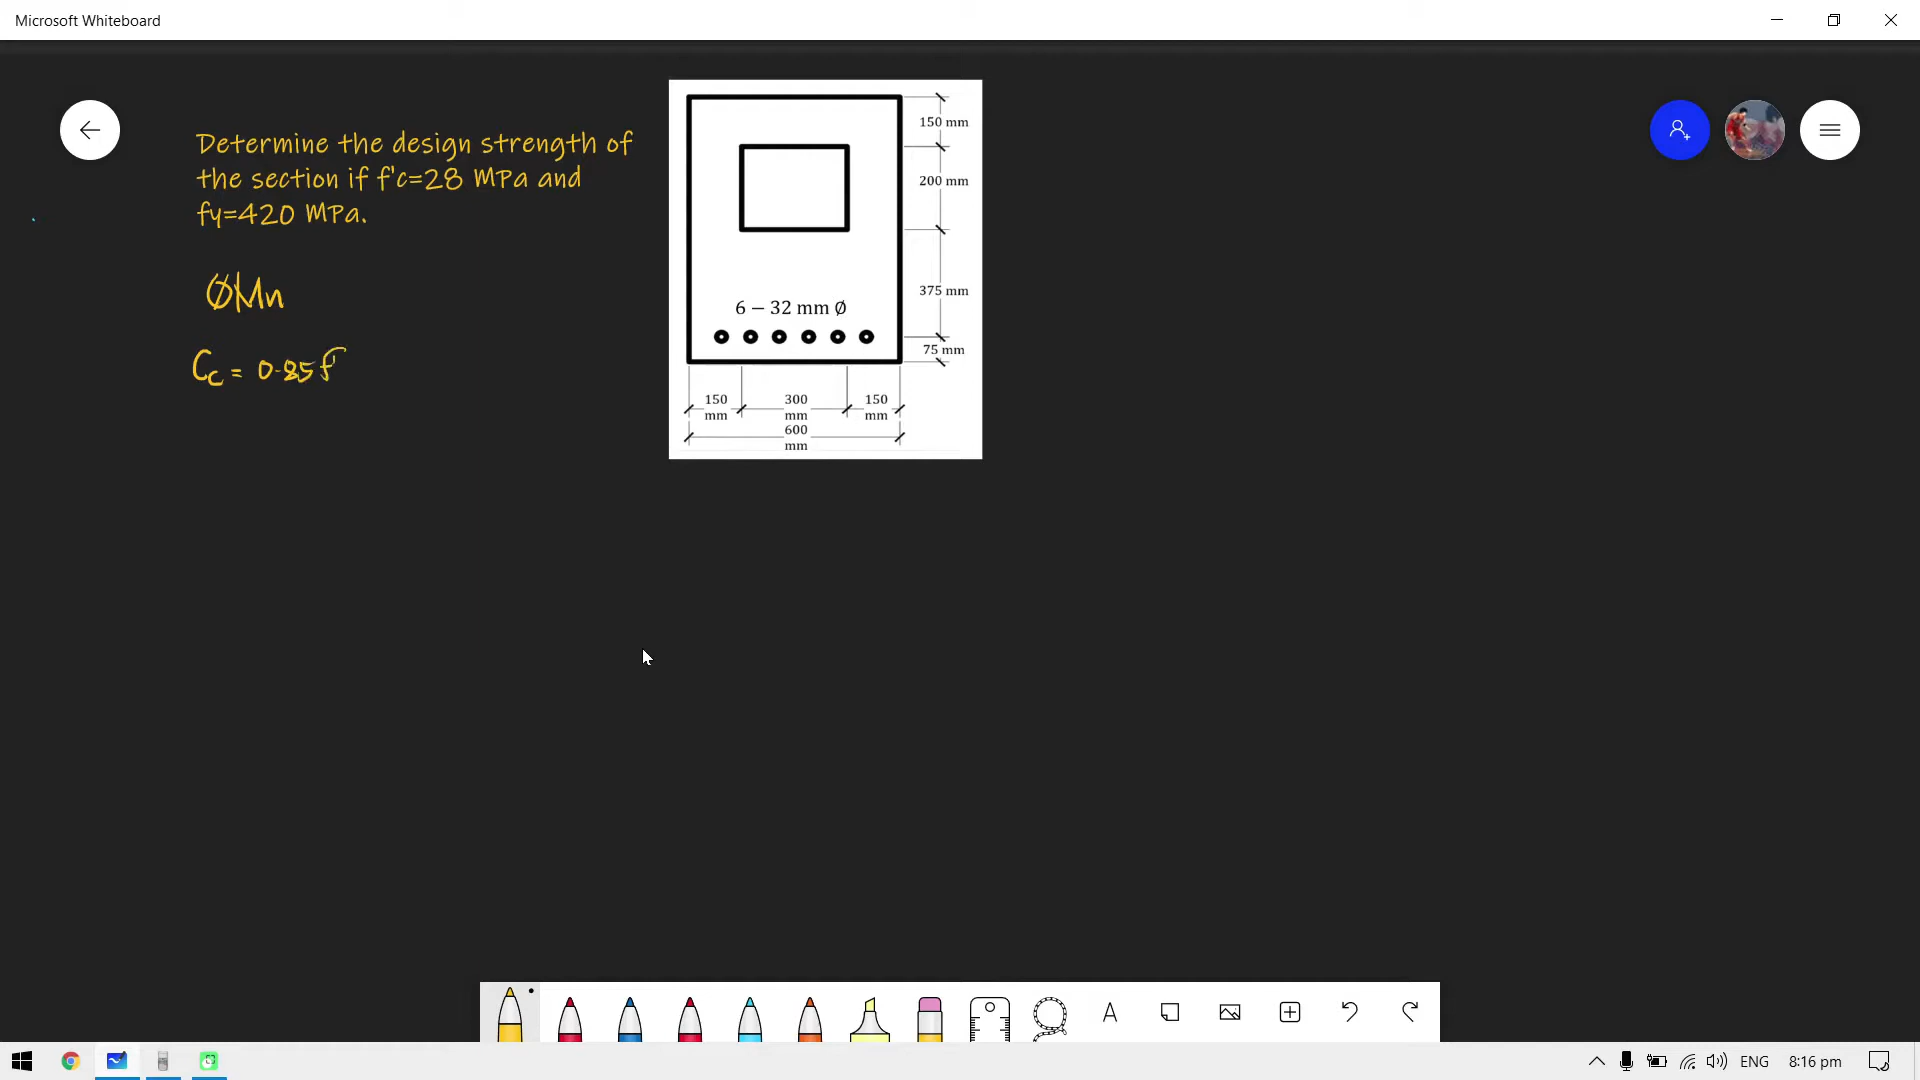 Microsoft Whiteboard
Determine the design strength of
the section if f'c=28 MPa and
fy=420 MPa.
ØMn
Cc = 0.85f'
150 mm
200 mm
375 mm
6 – 32 mm Ø
75 mm
150
mm
300
mm
150
mm
600
mm
ENG
8:16 pm